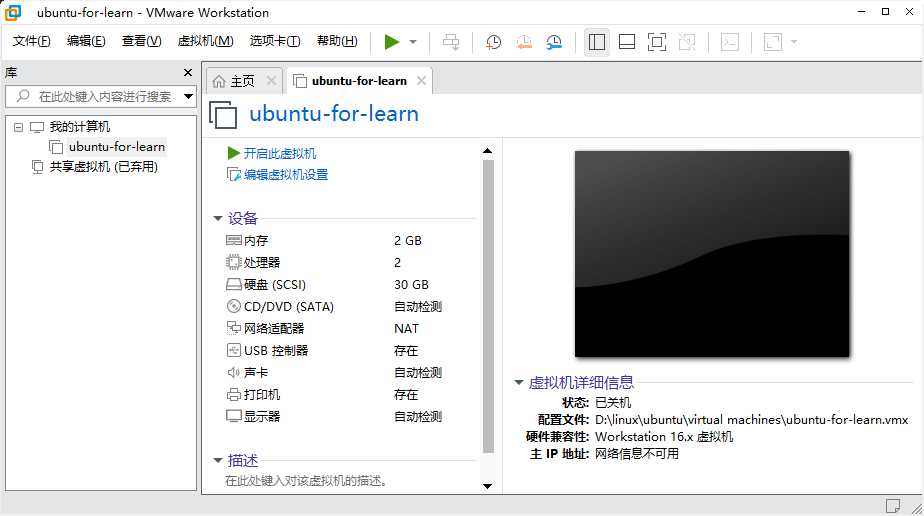 ubuntu-for-learn - VMware Workstation
文件(F) 编辑(E) 查看(V) 虚拟机(M) 选项卡(T) 帮助(H)
库
在此处键入内容进行搜索
我的计算机
ubuntu-for-learn
共享虚拟机 (已弃用)
主页 ubuntu-for-learn
ubuntu-for-learn
开启此虚拟机
编辑虚拟机设置
设备
内存 2 GB
处理器 2
硬盘 (SCSI) 30 GB
CD/DVD (SATA) 自动检测
网络适配器 NAT
USB 控制器 存在
声卡 自动检测
打印机 存在
显示器 自动检测
描述
在此处键入对该虚拟机的描述。
虚拟机详细信息
状态: 已关机
配置文件: D:\linux\ubuntu\virtual machines\ubuntu-for-learn.vmx
硬件兼容性: Workstation 16.x 虚拟机
主 IP 地址: 网络信息不可用